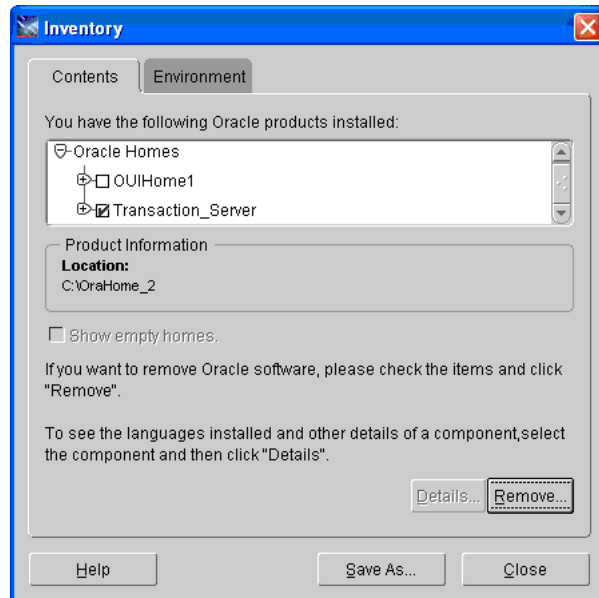 Inventory
Contents
Environment
You have the following Oracle products installed:
Oracle Homes
OUIHome1
Transaction_Server
Product Information
Location:
C:\OraHome_2
Show empty homes.
If you want to remove Oracle software, please check the items and click
"Remove".
To see the languages installed and other details of a component,select
the component and then click "Details".
Details... Remove...
Help Save As... Close